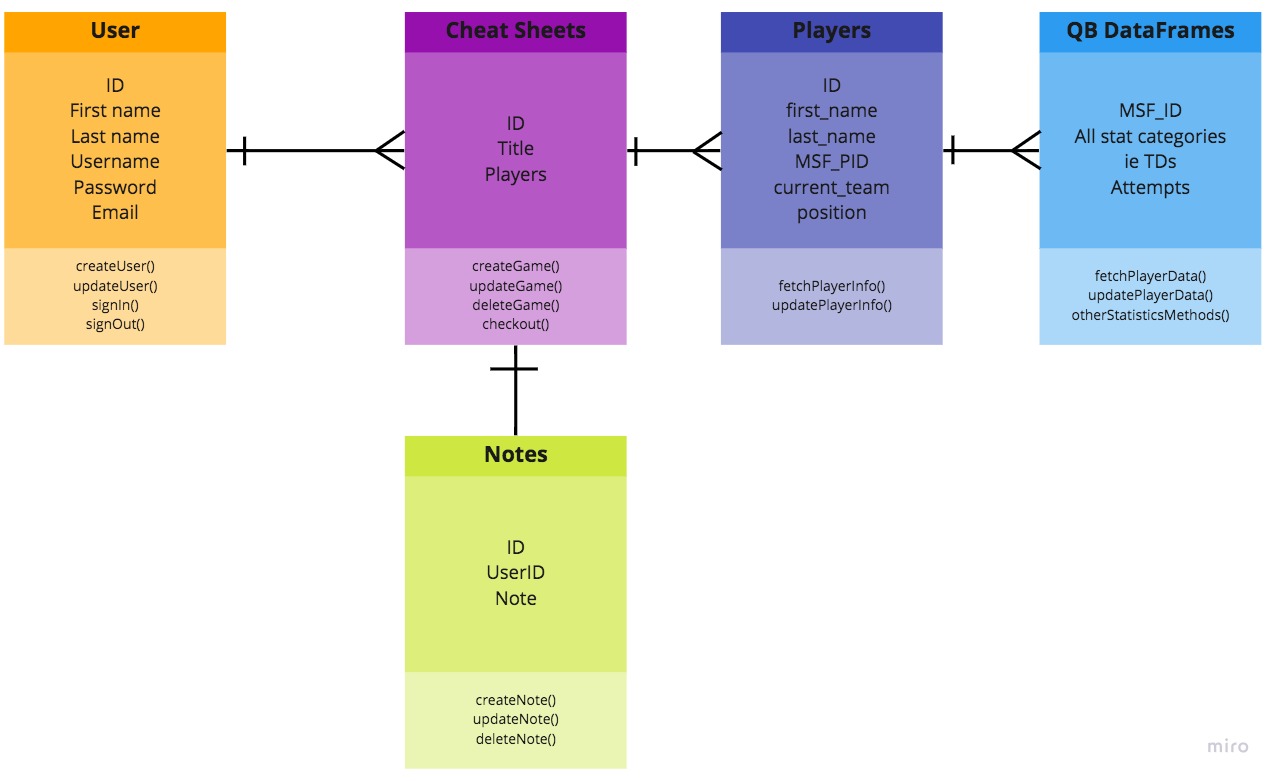 User
ID
First name
Last name
Username
Password
Email
createUser()
updateUser()
signIn()
signOut()
Cheat Sheets
ID
Title
Players
createGame()
updateGame()
deleteGame()
checkout()
Players
ID
first_name
last_name
MSF_PID
current_team
position
fetchPlayerInfo()
updatePlayerInfo()
QB DataFrames
MSF_ID
All stat categories
ie TDs
Attempts
fetchPlayerData()
updatePlayerData()
otherStatisticsMethods()
Notes
ID
UserID
Note
createNote()
updateNote()
deleteNote()
miro